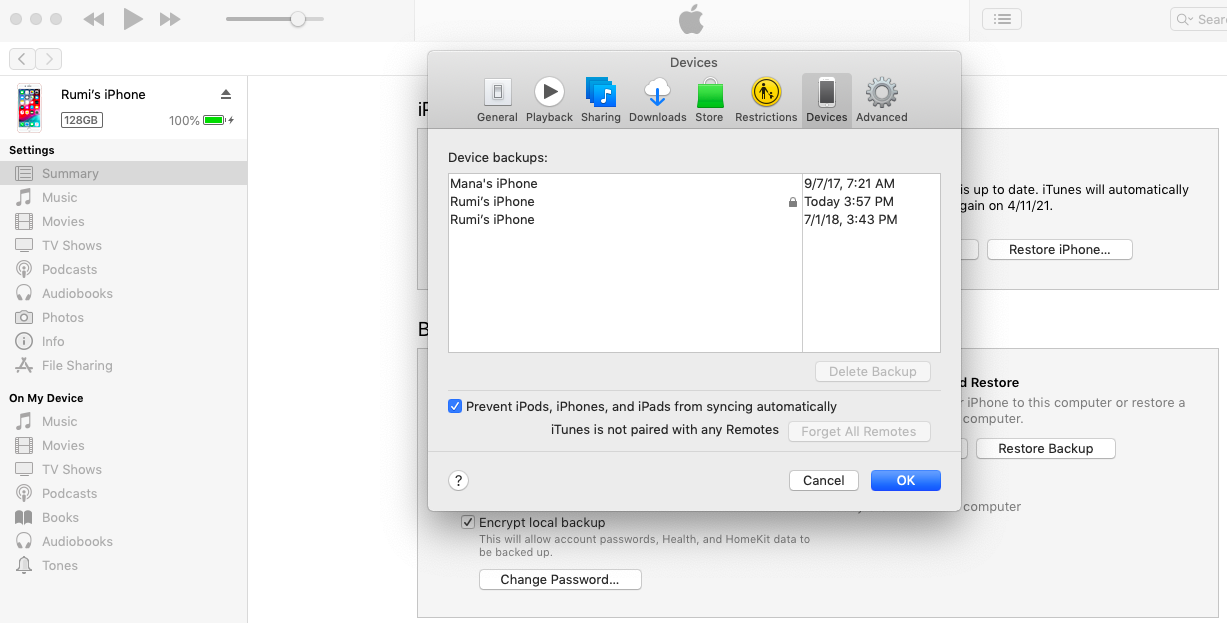 Sear
Devices
General Playback Sharing Downloads Store Restrictions Devices Advanced
Rumi’s iPhone
128GB 100%
Settings
Summary
Music
Movies
TV Shows
Podcasts
Audiobooks
Photos
Info
File Sharing
On My Device
Music
Movies
TV Shows
Podcasts
Books
Audiobooks
Tones
Device backups:
Mana's iPhone 9/7/17, 7:21 AM
Rumi’s iPhone Today 3:57 PM
Rumi’s iPhone 7/1/18, 3:43 PM
Delete Backup
Prevent iPods, iPhones, and iPads from syncing automatically
iTunes is not paired with any Remotes Forget All Remotes
? Cancel OK
is up to date. iTunes will automatically
gain on 4/11/21.
Restore iPhone...
B
d Restore
r iPhone to this computer or restore a
computer.
Restore Backup
computer
Encrypt local backup
This will allow account passwords, Health, and HomeKit data to
be backed up.
Change Password...